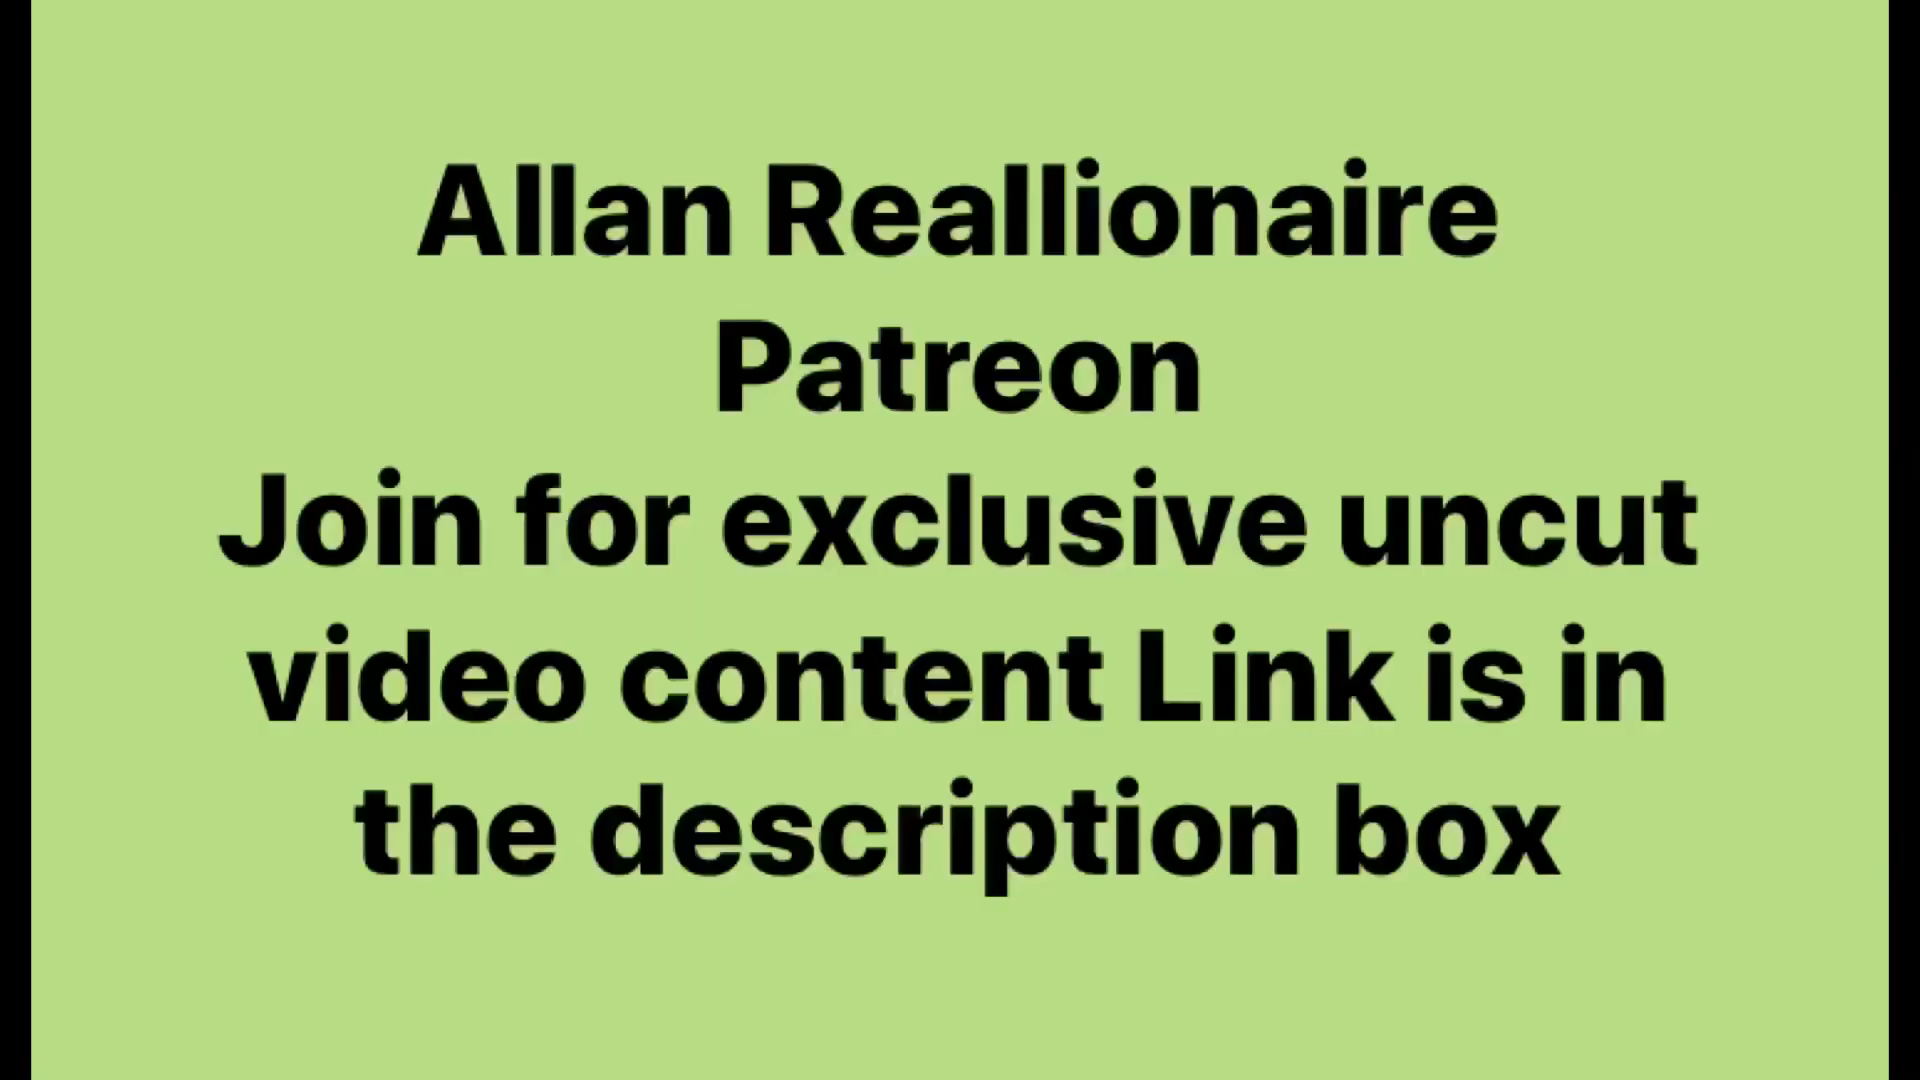 Allan Reallionaire
Patreon
Join for exclusive uncut
video content Link is in
the description box